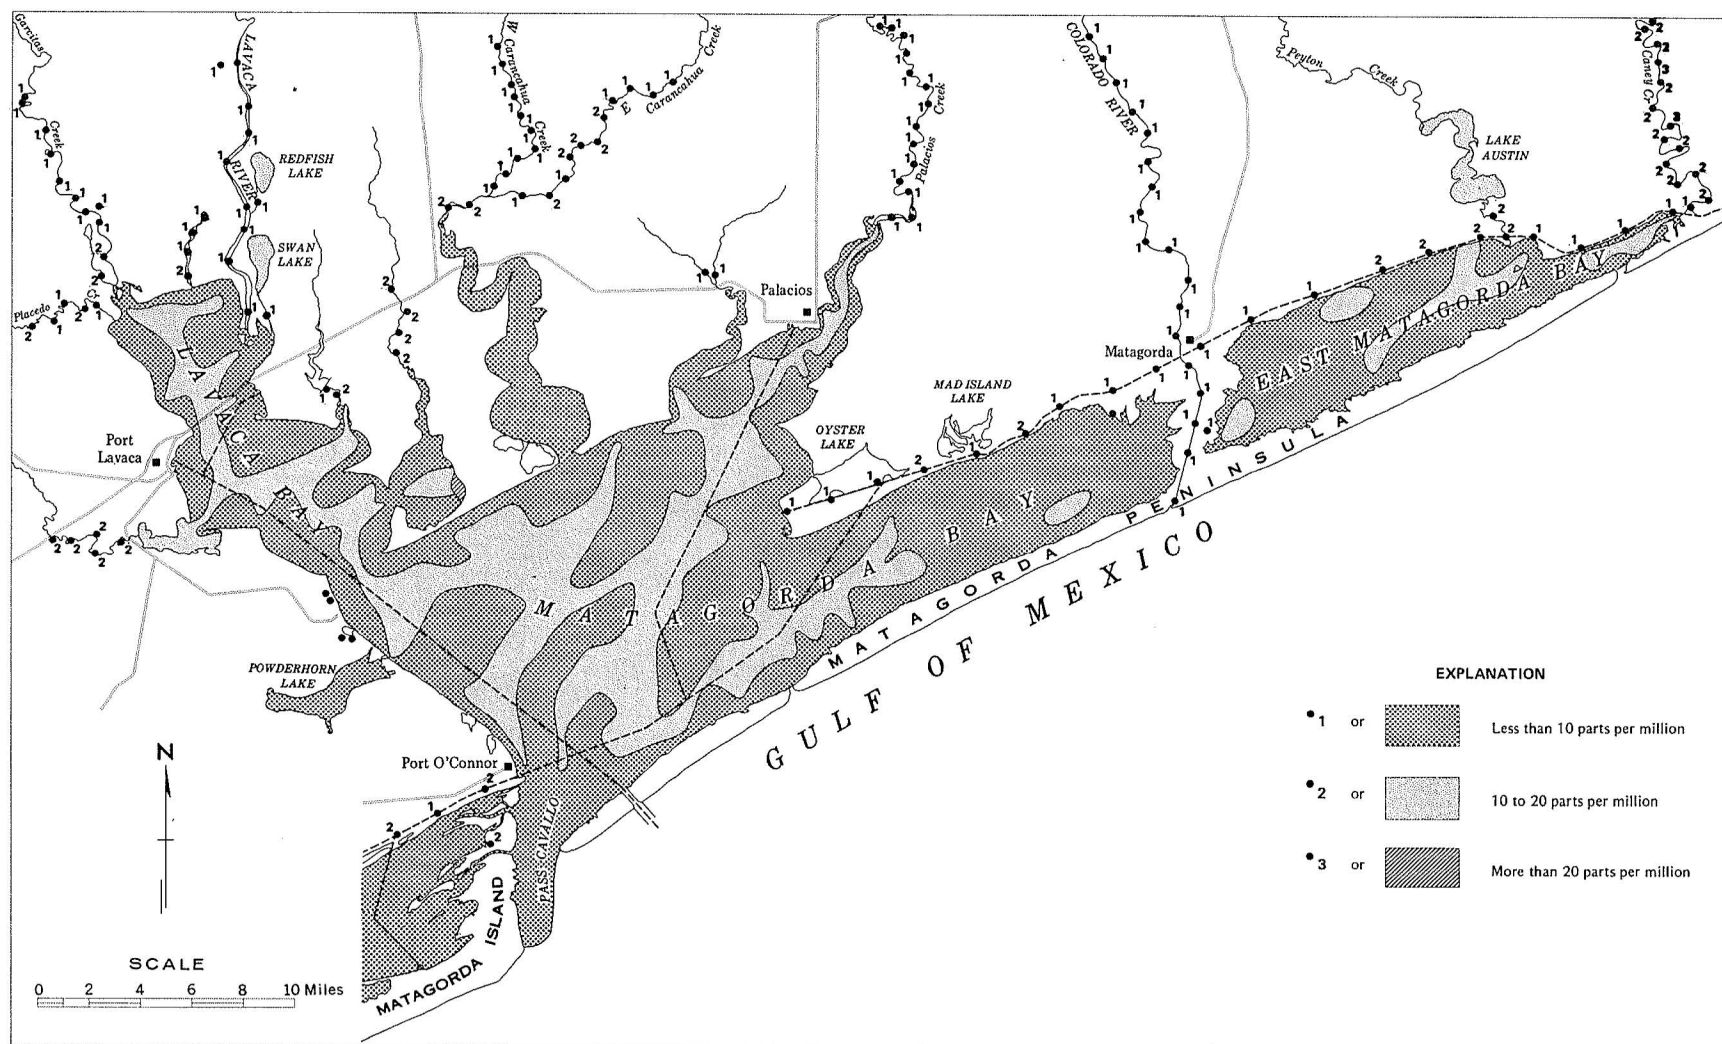 Garcitas
Creek
LAVACA
RIVER
REDFISH
LAKE
SWAN
LAKE
Placedo
Cr.
W Carancahua
Creek
E Carancahua Creek
Palacios
Creek
Palacios
COLORADO
RIVER
Peyton
Creek
LAKE
AUSTIN
Caney Cr.
Matagorda
EAST MATAGORDA BAY
MAD ISLAND
LAKE
OYSTER
LAKE
Port
Lavaca
LAVACA
BAY
MATAGORDA BAY
MATAGORDA PENINSULA
GULF OF MEXICO
POWDERHORN
LAKE
Port O'Connor
PASS CAVALLO
MATAGORDA
ISLAND
N
SCALE
0 2 4 6 8 10 Miles
EXPLANATION
1 or Less than 10 parts per million
2 or 10 to 20 parts per million
3 or More than 20 parts per million